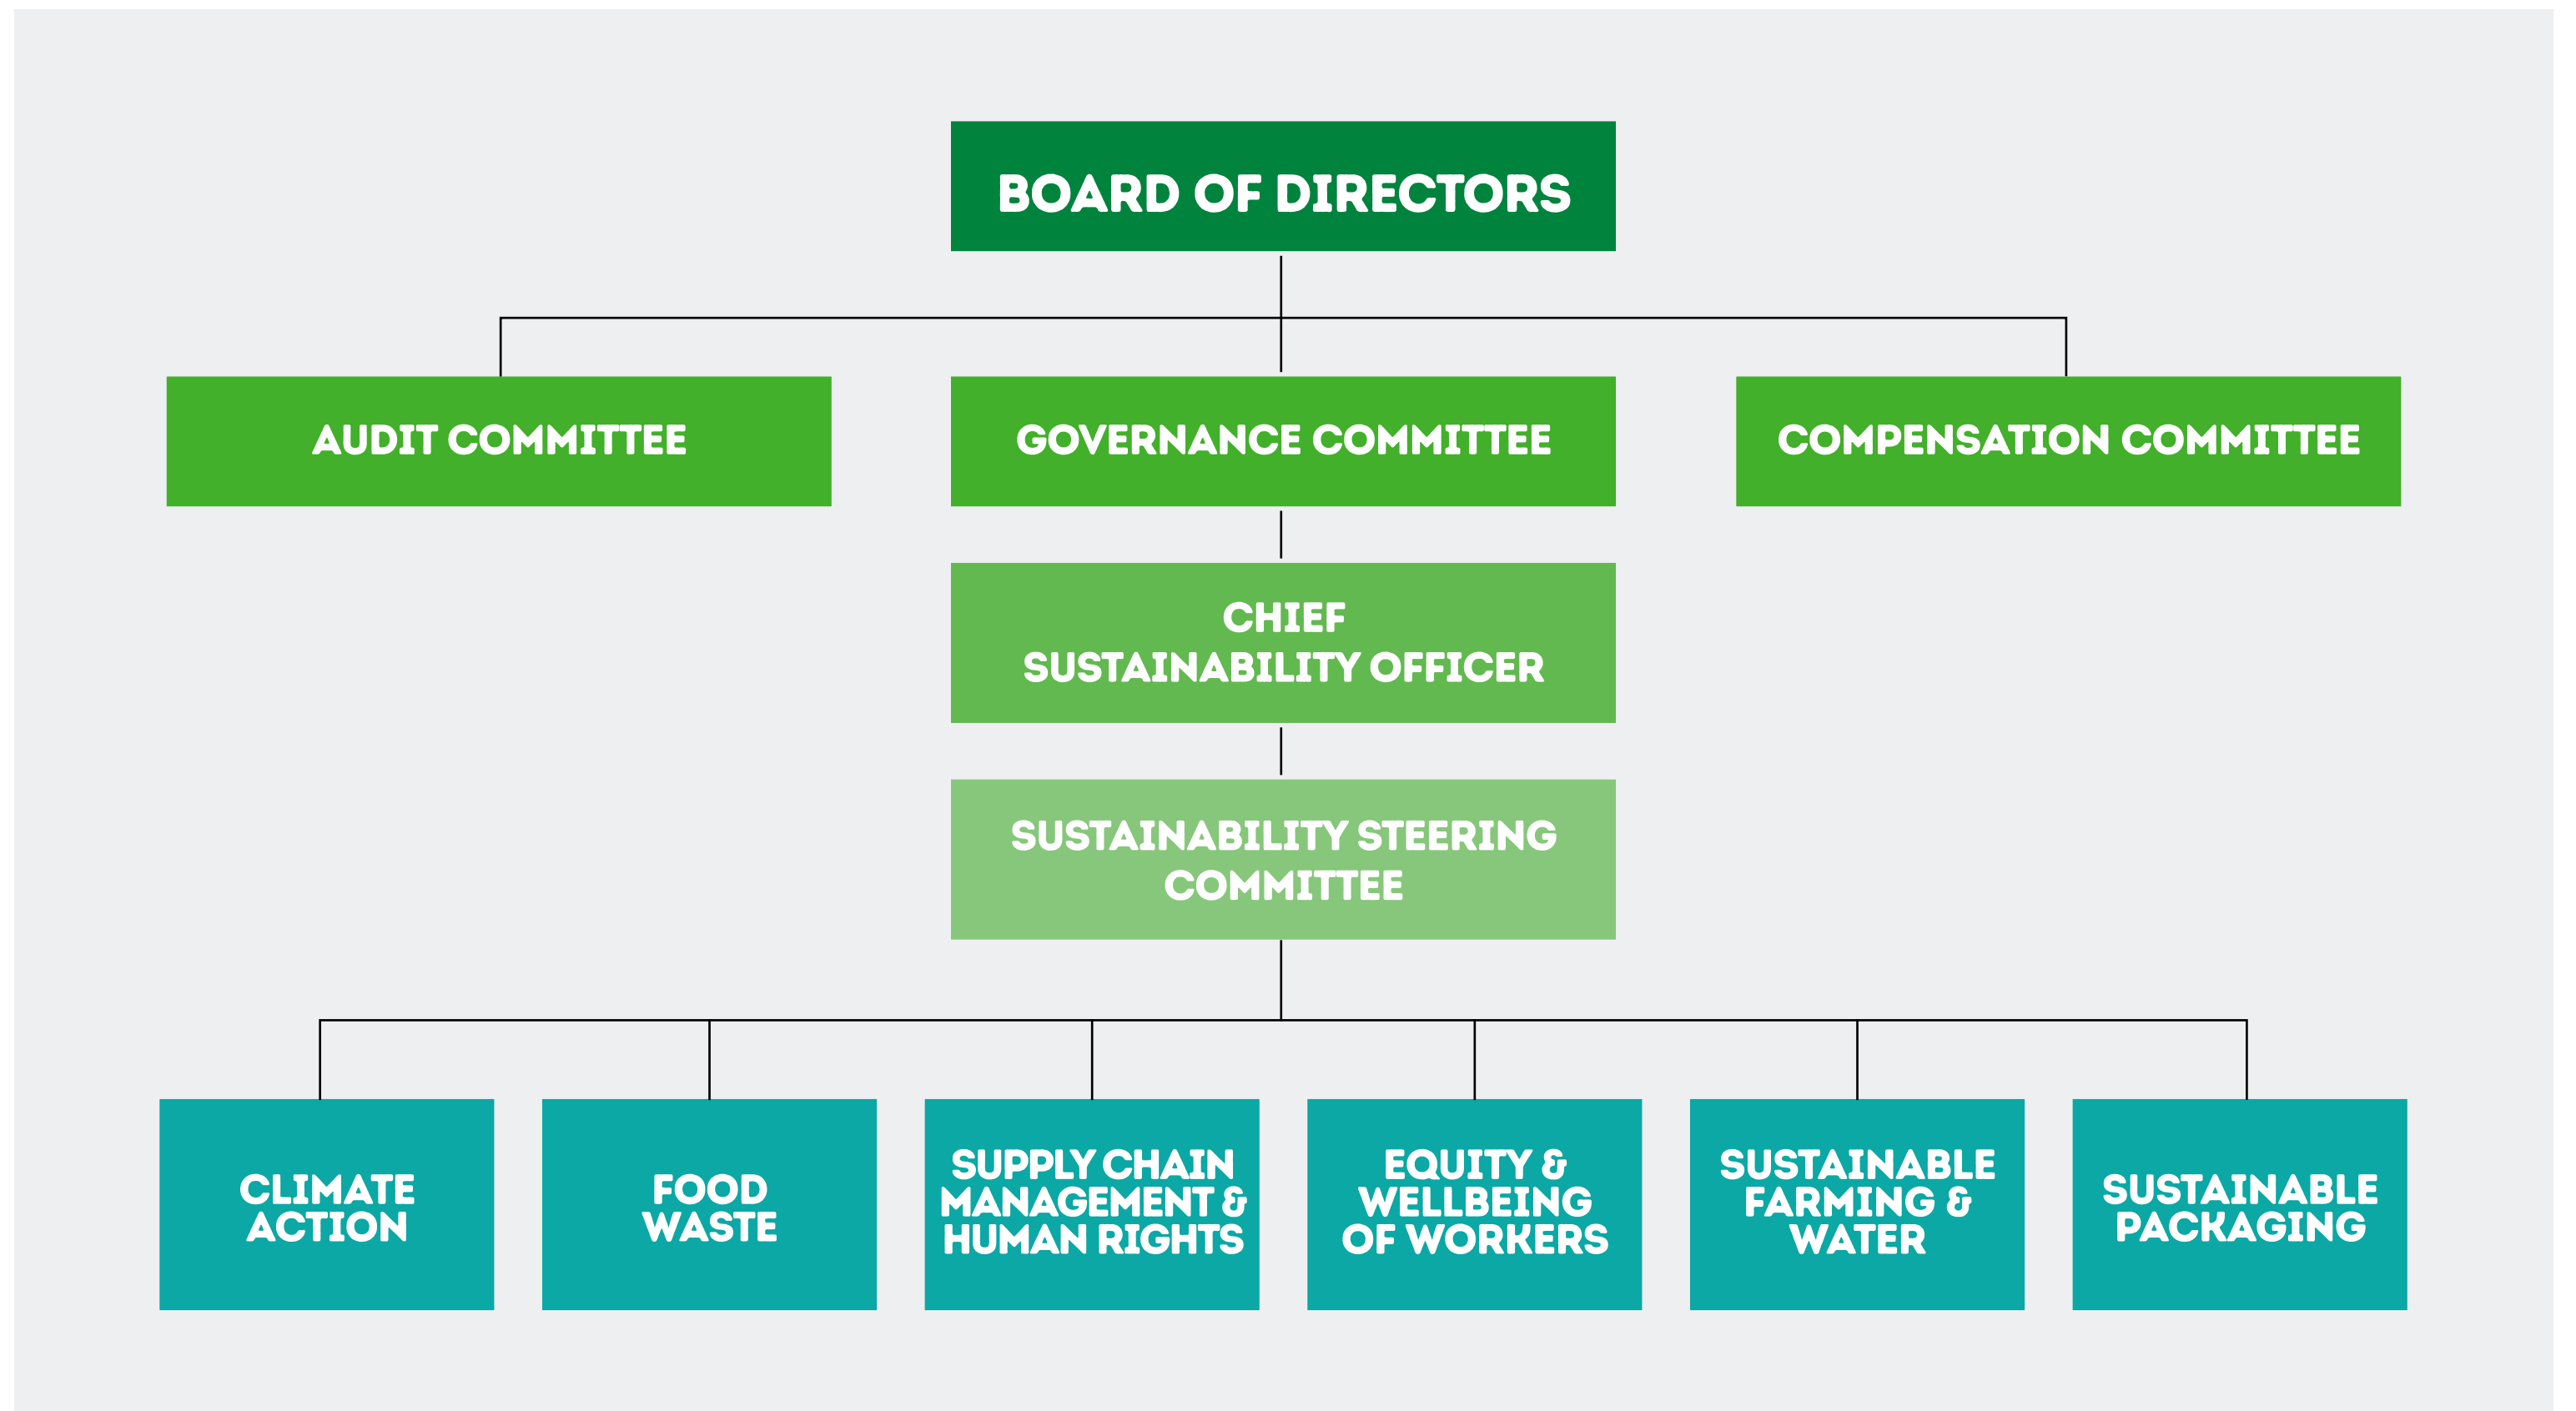 BOARD OF DIRECTORS
AUDIT COMMITTEE
GOVERNANCE COMMITTEE
COMPENSATION COMMITTEE
CHIEF
SUSTAINABILITY OFFICER
SUSTAINABILITY STEERING
COMMITTEE
CLIMATE
ACTION
FOOD
WASTE
SUPPLY CHAIN
MANAGEMENT &
HUMAN RIGHTS
EQUITY &
WELLBEING
OF WORKERS
SUSTAINABLE
FARMING &
WATER
SUSTAINABLE
PACKAGING